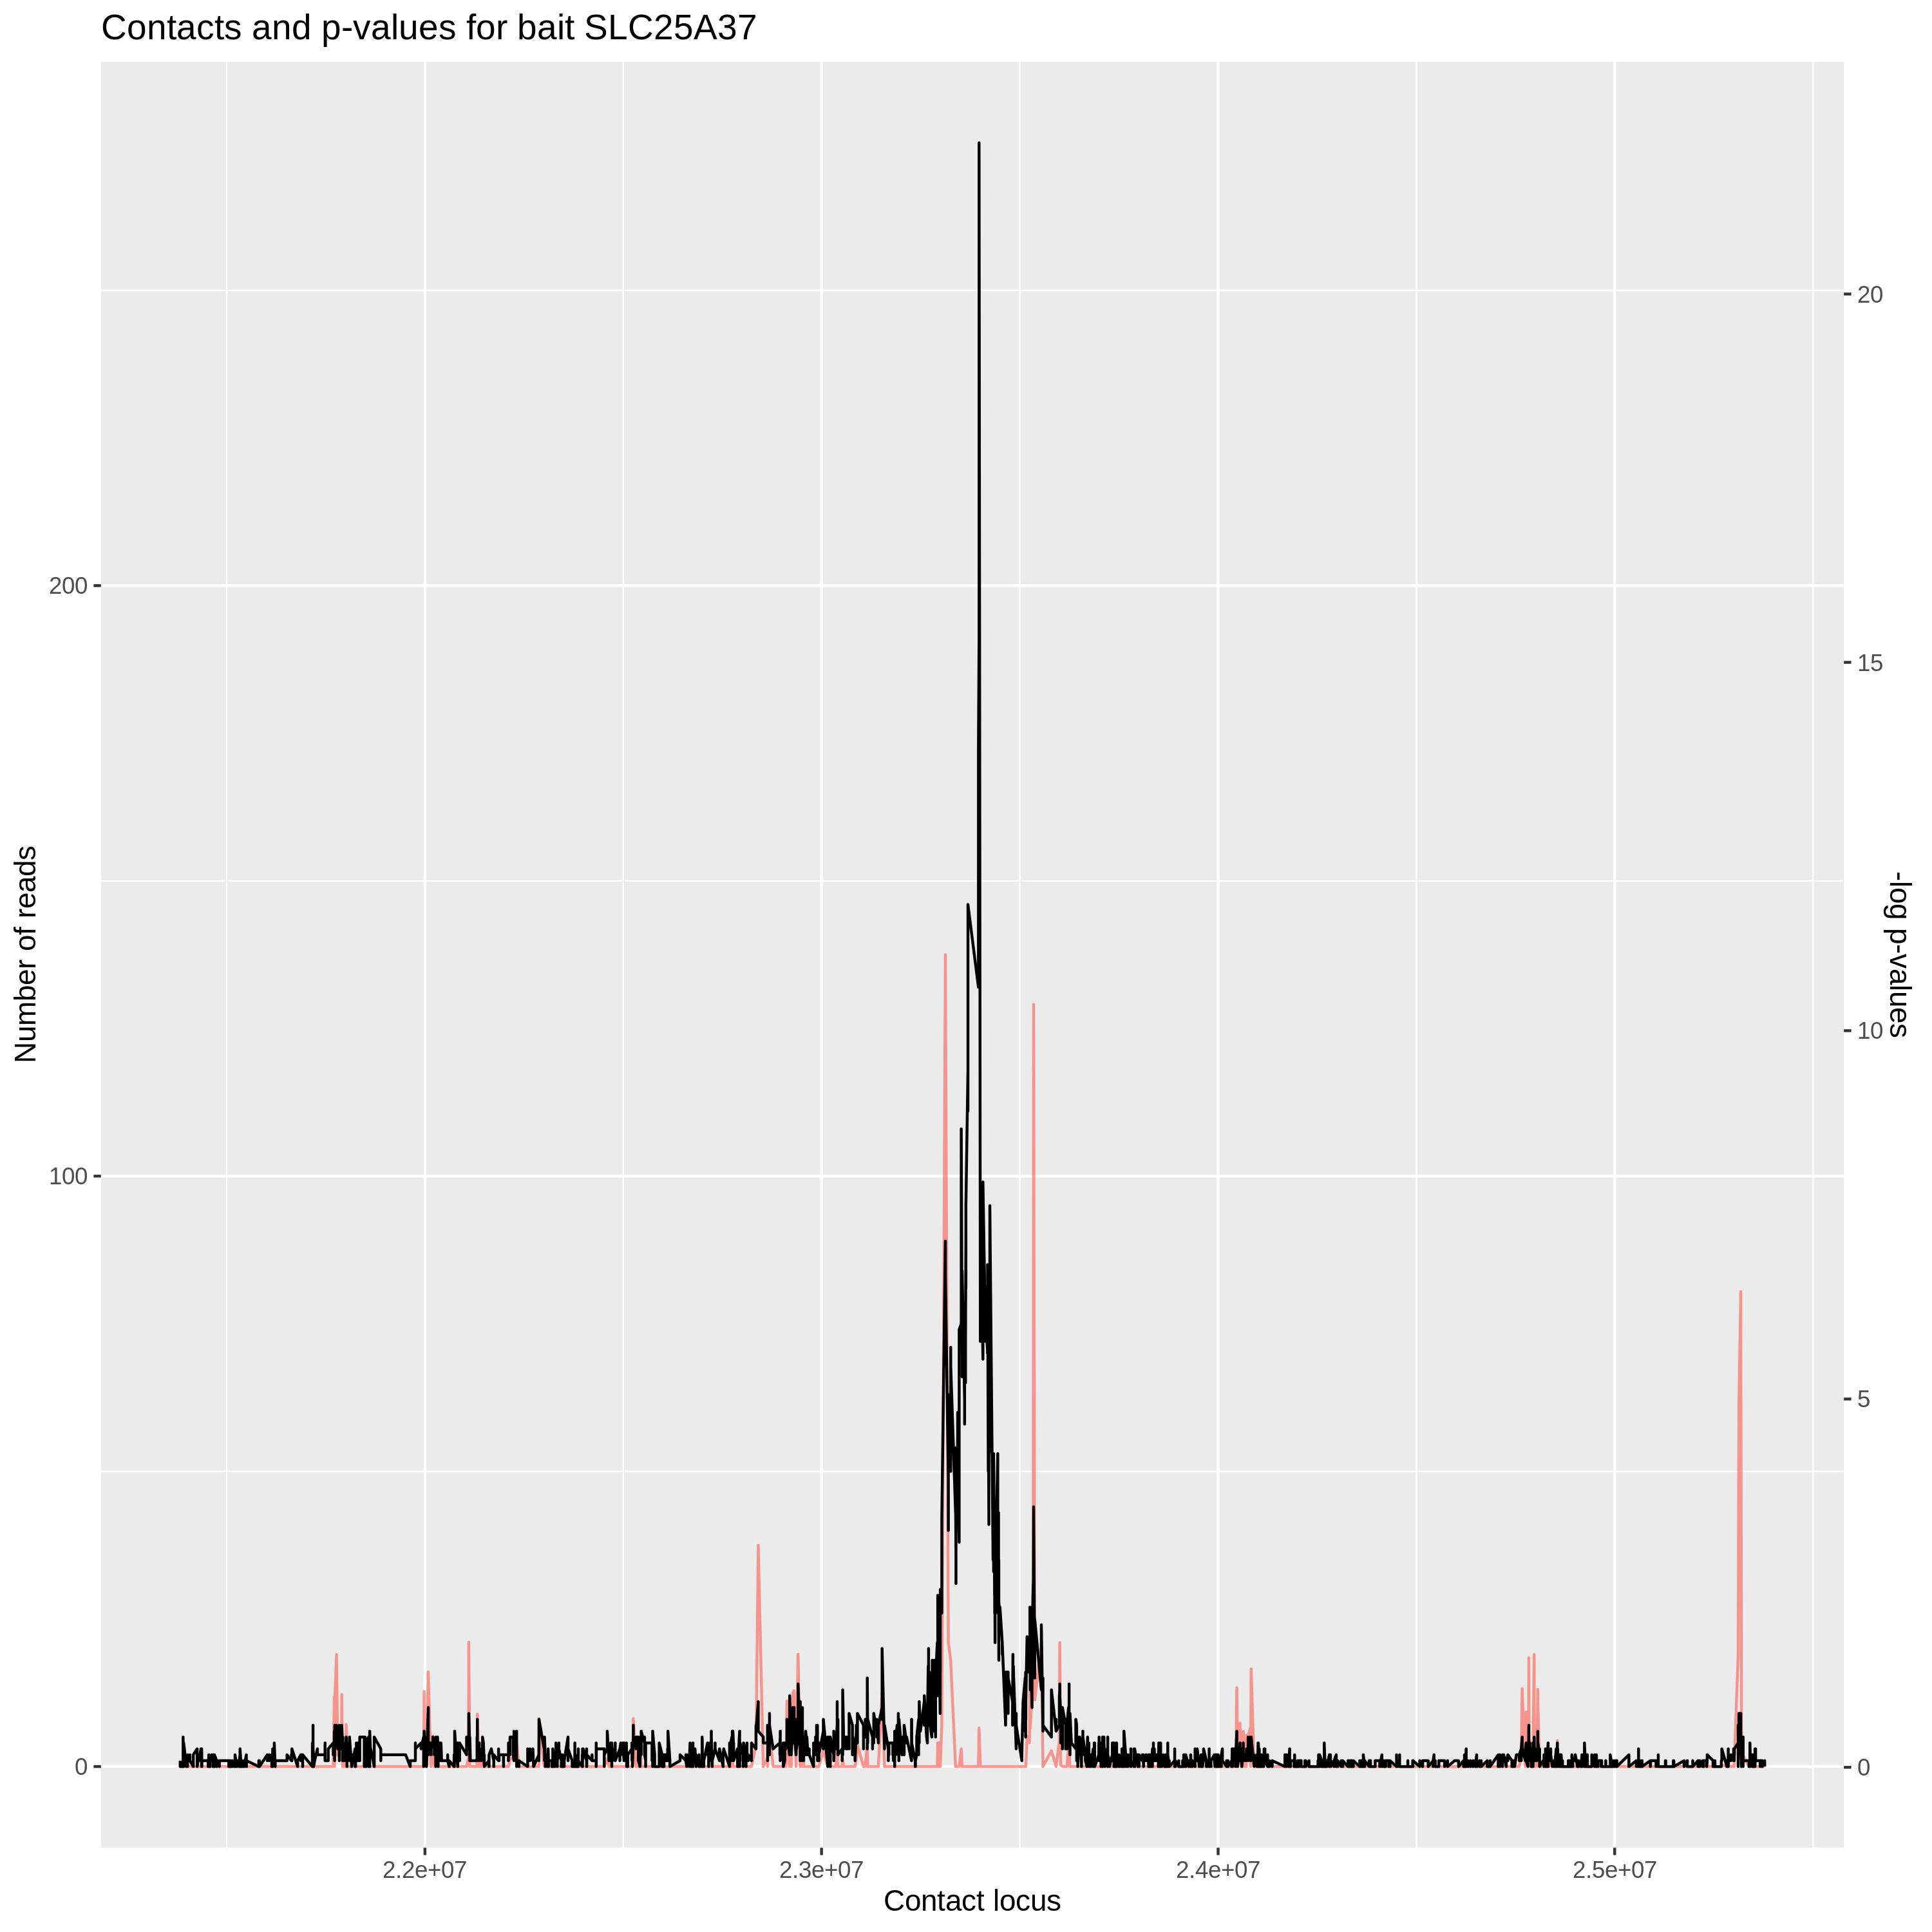 Contacts and p-values for bait SLC25A37
Number of reads
200
100
0
20
15
10
5
0
-log p-values
2.2e+07
2.3e+07
2.4e+07
2.5e+07
Contact locus